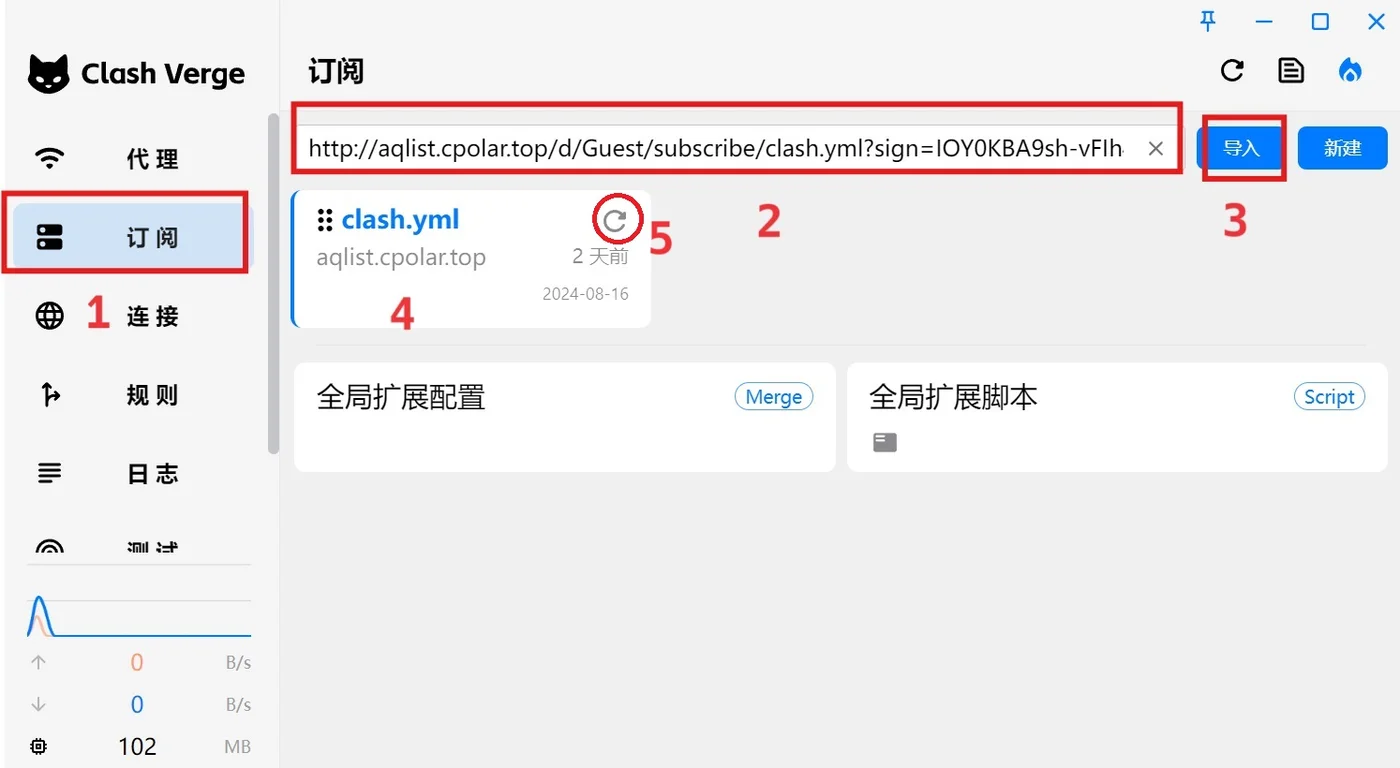 Clash Verge
代 理
订 阅
1
连 接
规 则
日 志
测 试
0 B/s
0 B/s
102 MB
订阅
http://aqlist.cpolar.top/d/Guest/subscribe/clash.yml?sign=IOY0KBA9sh-vFIh
导入
新建
clash.yml
aqlist.cpolar.top
2 天前
2024-08-16
4
5
2
3
全局扩展配置
Merge
全局扩展脚本
Script